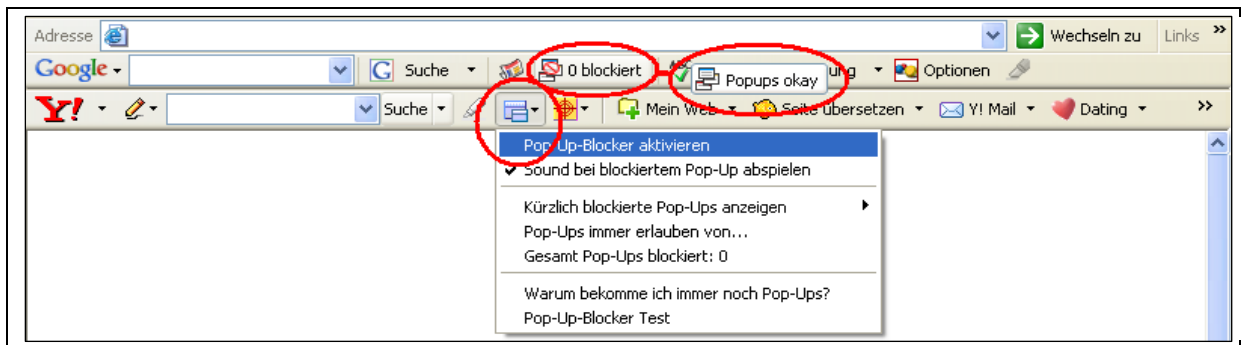 Adresse Wechseln zu Links »
Google Suche 0 blockiert Popups okay ung Optionen
Y! Suche Mein Web Seite übersetzen Y! Mail Dating »
Pop-Up-Blocker aktivieren
Sound bei blockiertem Pop-Up abspielen
Kürzlich blockierte Pop-Ups anzeigen
Pop-Ups immer erlauben von...
Gesamt Pop-Ups blockiert: 0
Warum bekomme ich immer noch Pop-Ups?
Pop-Up-Blocker Test